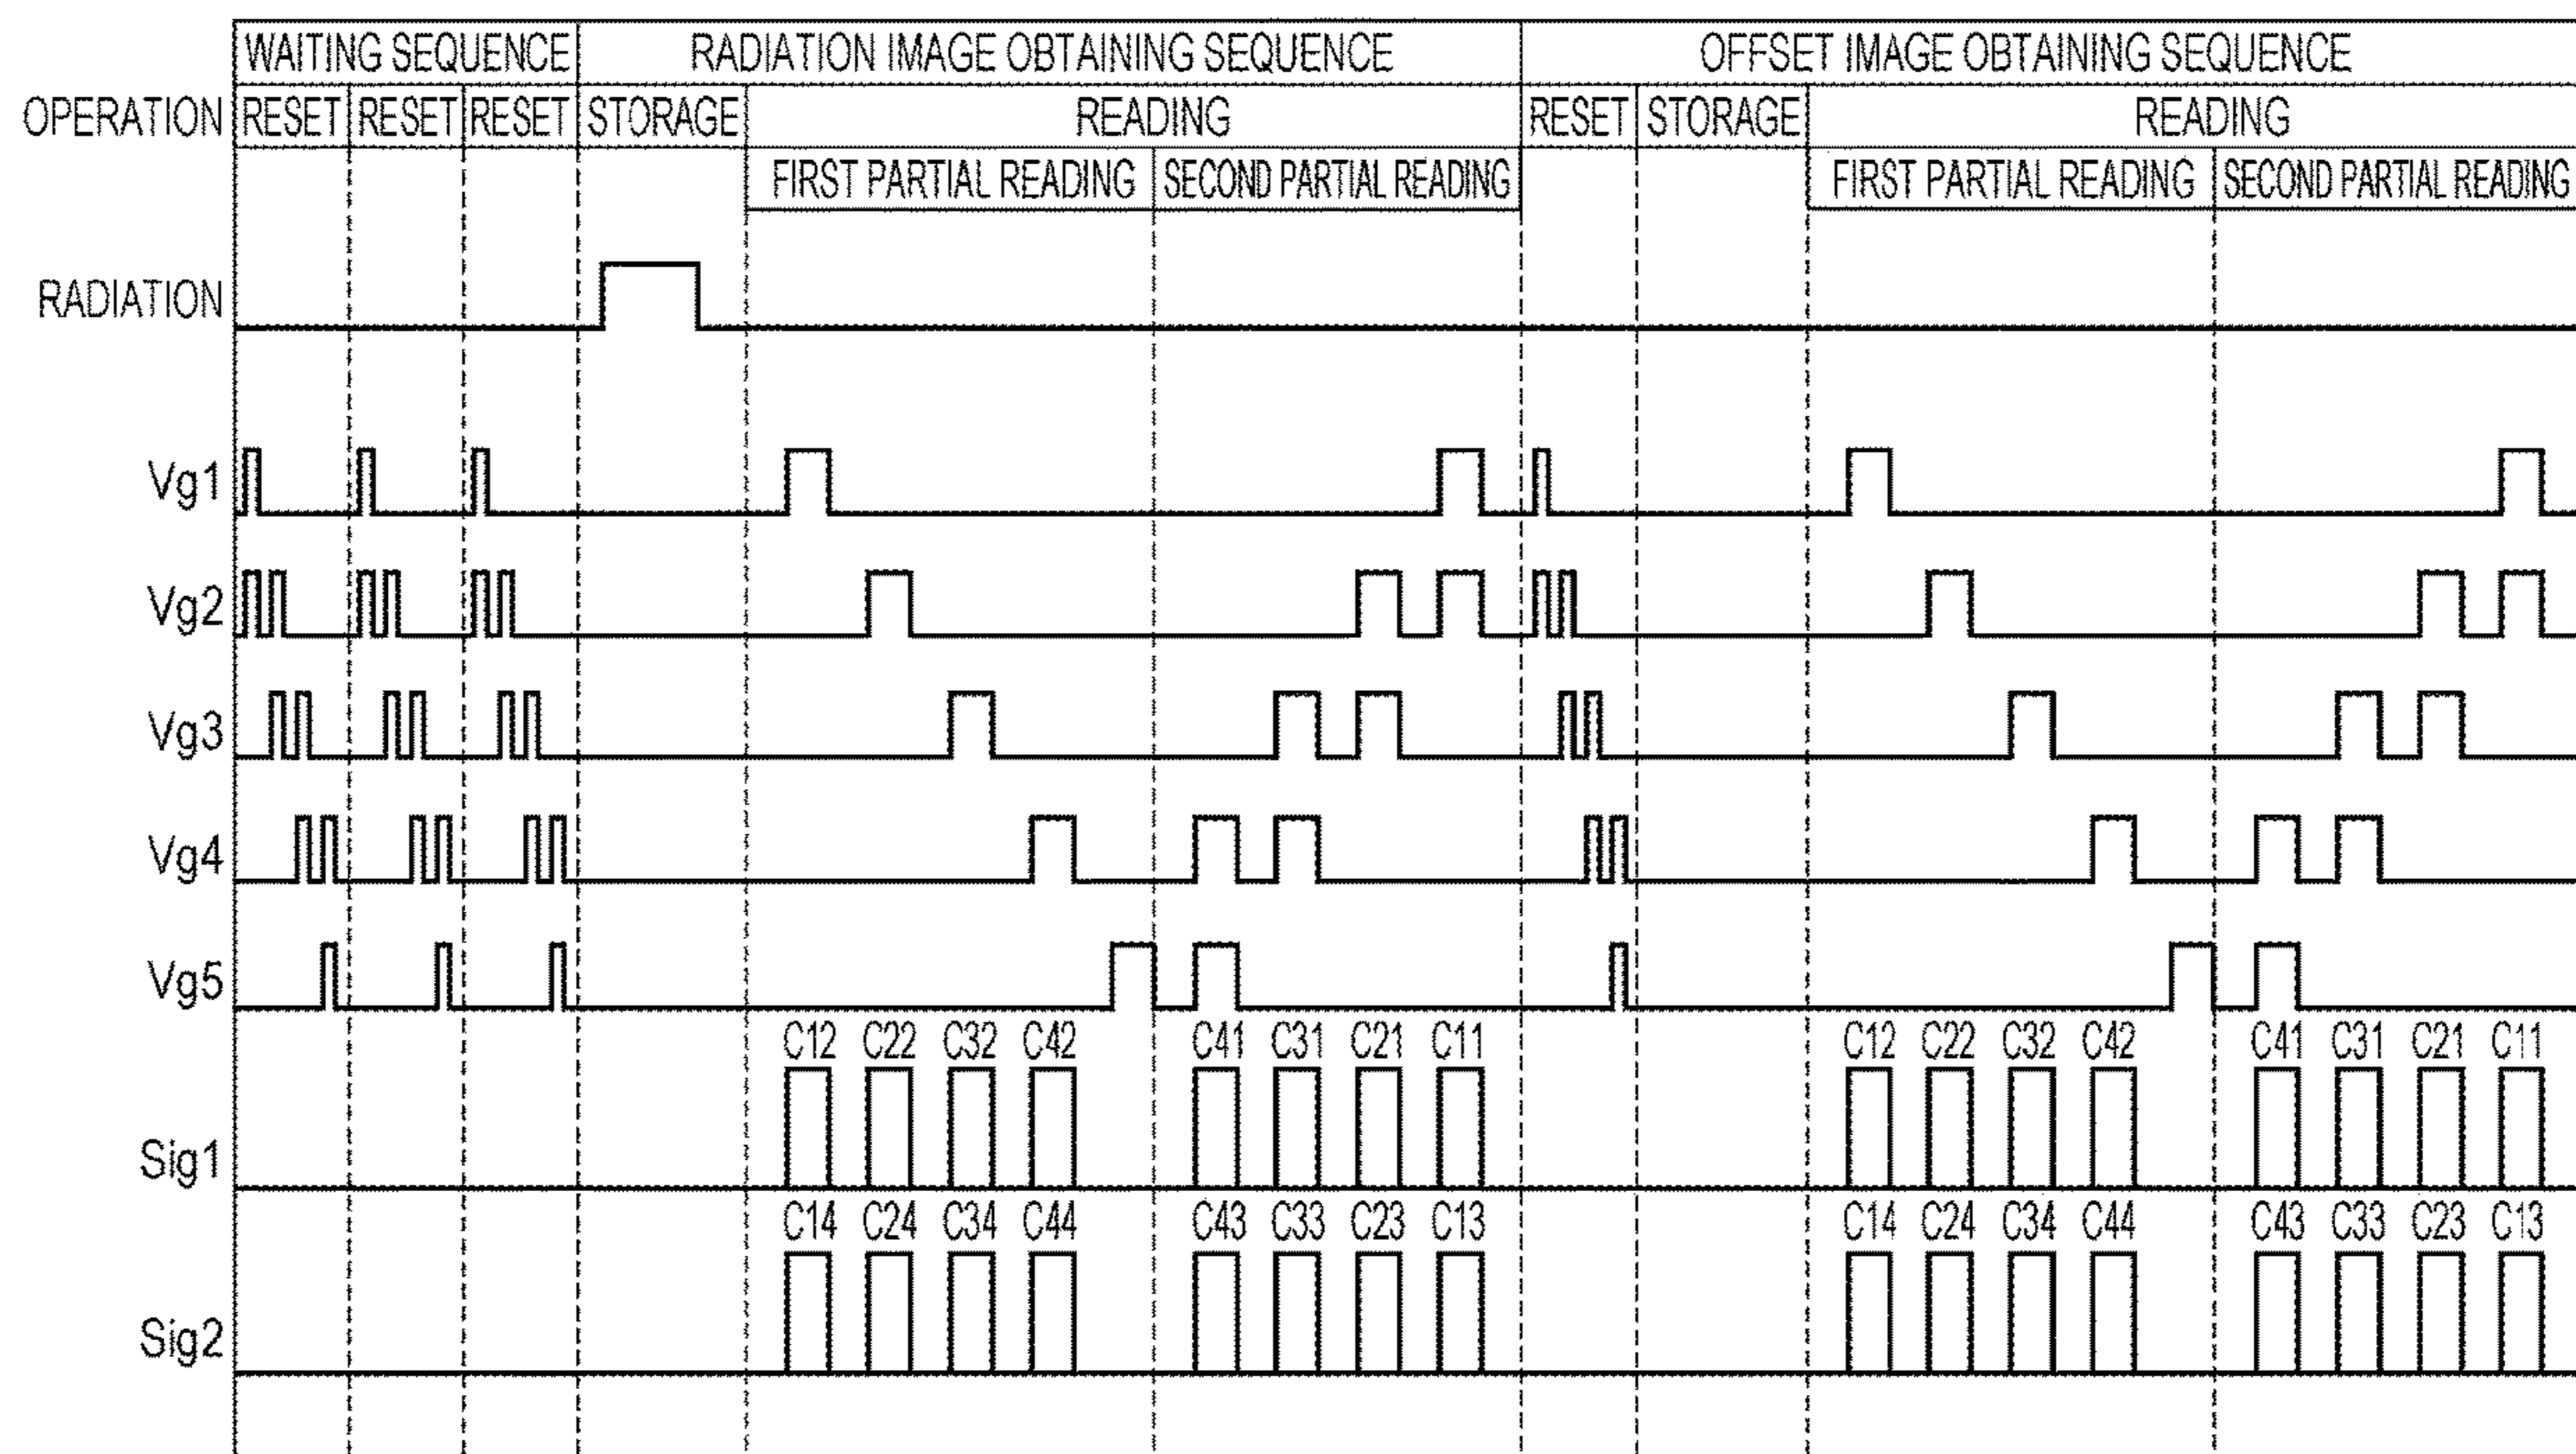 WAITING SEQUENCE RADIATION IMAGE OBTAINING SEQUENCE OFFSET IMAGE OBTAINING SEQUENCE
OPERATION RESET RESET RESET STORAGE READING RESET STORAGE READING
FIRST PARTIAL READING SECOND PARTIAL READING FIRST PARTIAL READING SECOND PARTIAL READING
RADIATION
Vg1
Vg2
Vg3
Vg4
Vg5
C12 C22 C32 C42 C41 C31 C21 C11 C12 C22 C32 C42 C41 C31 C21 C11
Sig1
C14 C24 C34 C44 C43 C33 C23 C13 C14 C24 C34 C44 C43 C33 C23 C13
Sig2